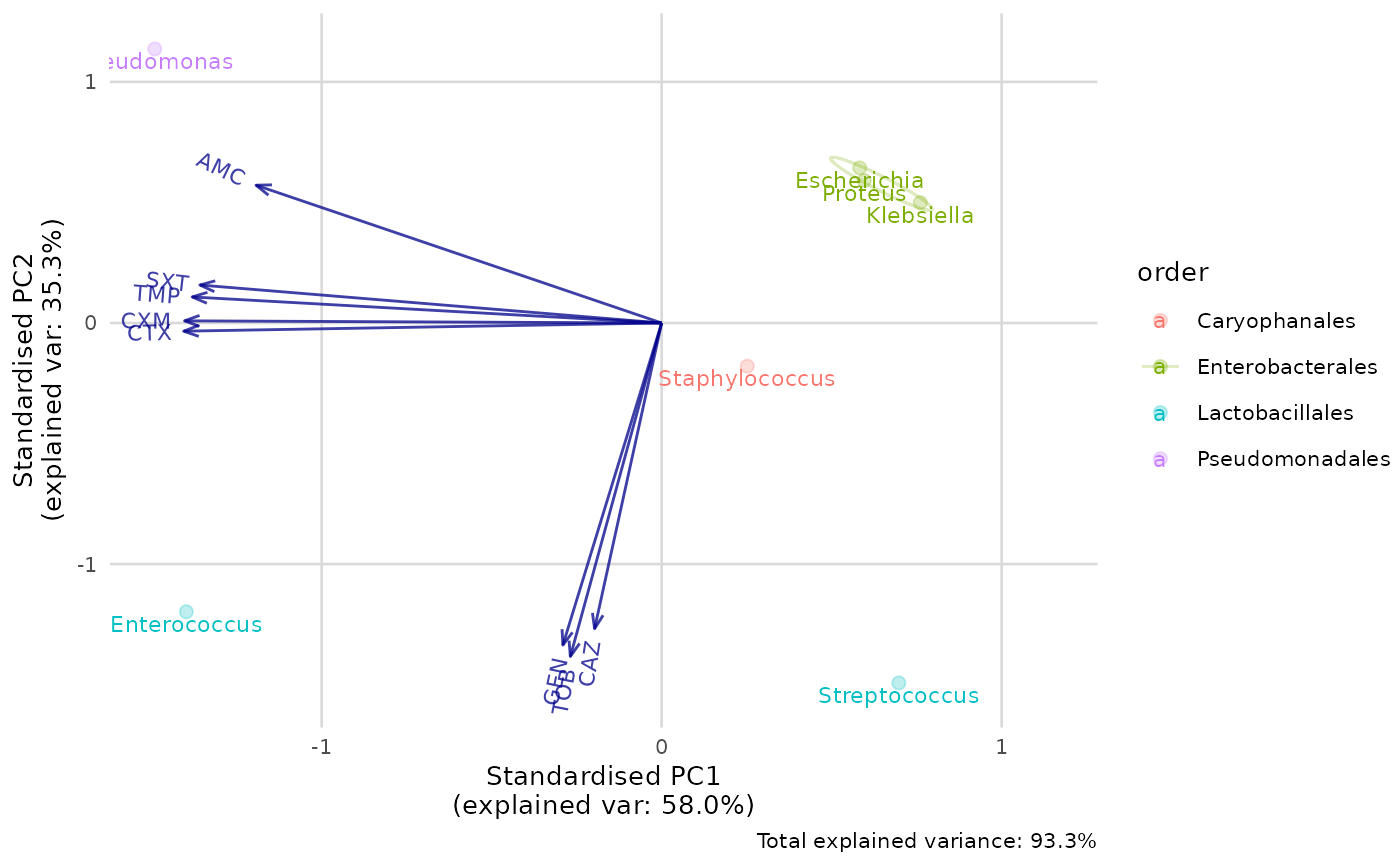 eudomonas
1
AMC
Escherichia
Proteus
Klebsiella
SXT
TMP
CXM
CTX
0
Staphylococcus
-1
Enterococcus
GEN
TOB
CAZ
Streptococcus
-1
0
1
Standardised PC1
(explained var: 58.0%)
Standardised PC2
(explained var: 35.3%)
order
a Caryophanales
a Enterobacterales
a Lactobacillales
a Pseudomonadales
Total explained variance: 93.3%